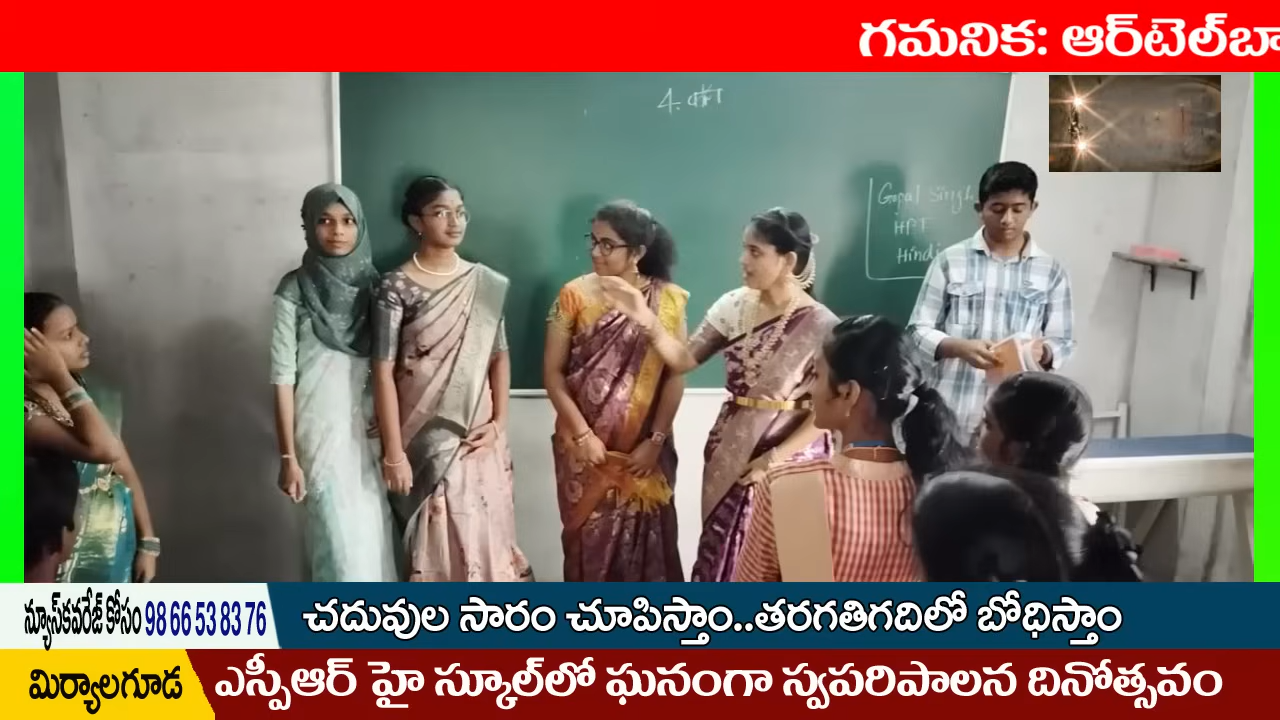 గమనిక: ఆర్‌టెల్‌బా
4. क्या
Gopal Singh
HPT
Hindi
న్యూస్‌కవరేజ్ కోసం 98 66 53 83 76
చదువుల సారం చూపిస్తాం..తరగతిగదిలో బోధిస్తాం
మిర్యాలగూడ
ఎస్పీఆర్ హై స్కూల్‌లో ఘనంగా స్వపరిపాలన దినోత్సవం